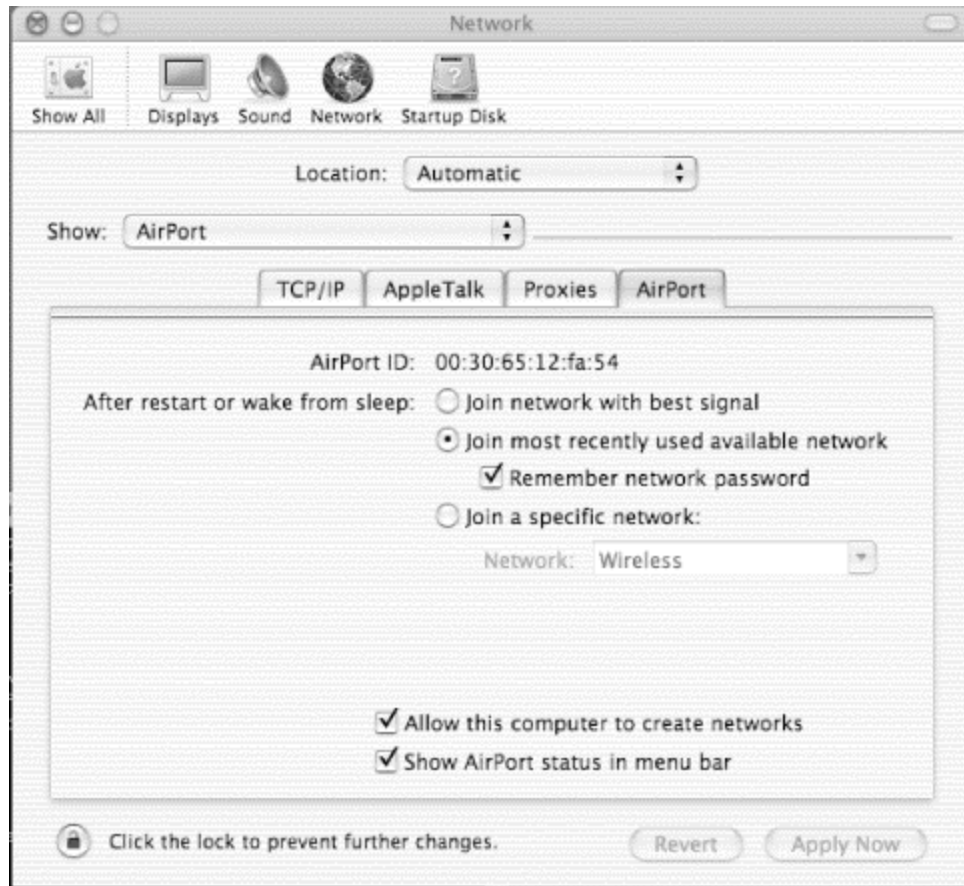 Network
Show All Displays Sound Network Startup Disk
Location: Automatic
Show: AirPort
TCP/IP AppleTalk Proxies AirPort
AirPort ID: 00:30:65:12:fa:54
After restart or wake from sleep: Join network with best signal
Join most recently used available network
Remember network password
Join a specific network:
Network: Wireless
Allow this computer to create networks
Show AirPort status in menu bar
Click the lock to prevent further changes. Revert Apply Now